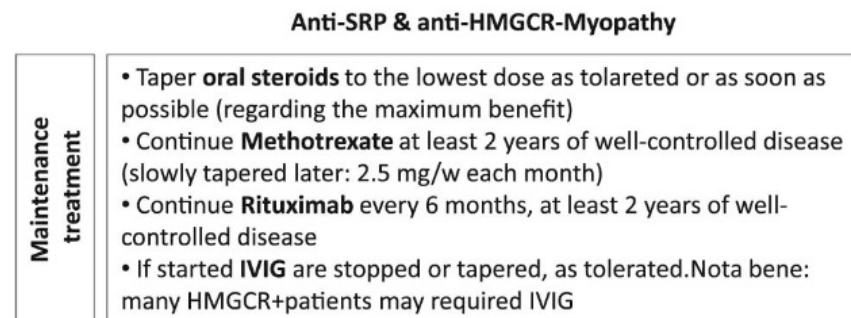 Anti-SRP & anti-HMGCR-Myopathy
Maintenance
treatment
• Taper oral steroids to the lowest dose as tolareted or as soon as
possible (regarding the maximum benefit)
• Continue Methotrexate at least 2 years of well-controlled disease
(slowly tapered later: 2.5 mg/w each month)
• Continue Rituximab every 6 months, at least 2 years of well-
controlled disease
• If started IVIG are stopped or tapered, as tolerated.Nota bene:
many HMGCR+patients may required IVIG